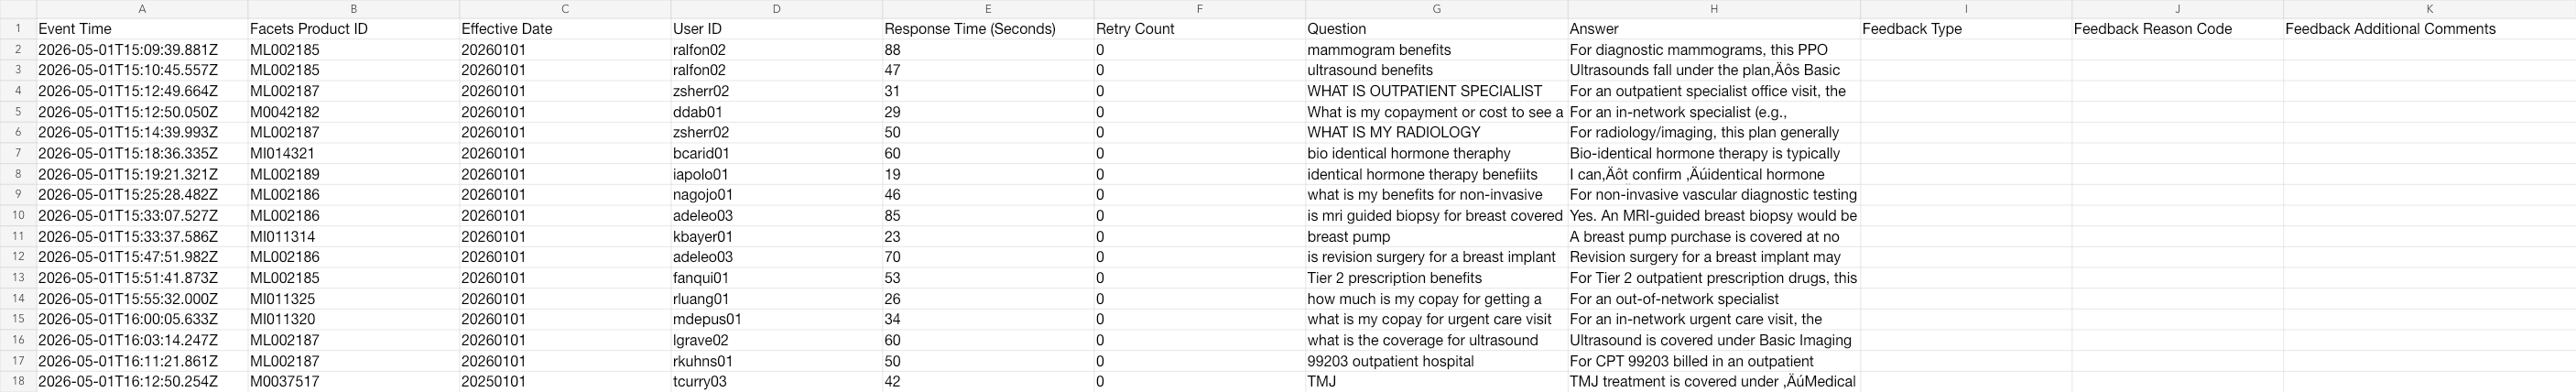 A B C D E F G H I J K
1 Event Time Facets Product ID Effective Date User ID Response Time (Seconds) Retry Count Question Answer Feedback Type Feedback Reason Code Feedback Additional Comments
2 2026-05-01T15:09:39.881Z ML002185 20260101 ralfon02 88 0 mammogram benefits For diagnostic mammograms, this PPO
3 2026-05-01T15:10:45.557Z ML002185 20260101 ralfon02 47 0 ultrasound benefits Ultrasounds fall under the plan‚Äôs Basic
4 2026-05-01T15:12:49.664Z ML002187 20260101 zsherr02 31 0 WHAT IS OUTPATIENT SPECIALIST For an outpatient specialist office visit, the
5 2026-05-01T15:12:50.050Z M0042182 20260101 ddab01 29 0 What is my copayment or cost to see a For an in-network specialist (e.g.,
6 2026-05-01T15:14:39.993Z ML002187 20260101 zsherr02 50 0 WHAT IS MY RADIOLOGY For radiology/imaging, this plan generally
7 2026-05-01T15:18:36.335Z MI014321 20260101 bcarid01 60 0 bio identical hormone theraphy Bio-identical hormone therapy is typically
8 2026-05-01T15:19:21.321Z ML002189 20260101 iapolo01 19 0 identical hormone therapy benefiits I can‚Äôt confirm ‚Äúidentical hormone
9 2026-05-01T15:25:28.482Z ML002186 20260101 nagojo01 46 0 what is my benefits for non-invasive For non-invasive vascular diagnostic testing
10 2026-05-01T15:33:07.527Z ML002186 20260101 adeleo03 85 0 is mri guided biopsy for breast covered Yes. An MRI-guided breast biopsy would be
11 2026-05-01T15:33:37.586Z MI011314 20260101 kbayer01 23 0 breast pump A breast pump purchase is covered at no
12 2026-05-01T15:47:51.982Z ML002186 20260101 adeleo03 70 0 is revision surgery for a breast implant Revision surgery for a breast implant may
13 2026-05-01T15:51:41.873Z ML002185 20260101 fanqui01 53 0 Tier 2 prescription benefits For Tier 2 outpatient prescription drugs, this
14 2026-05-01T15:55:32.000Z MI011325 20260101 rluang01 26 0 how much is my copay for getting a For an out-of-network specialist
15 2026-05-01T16:00:05.633Z MI011320 20260101 mdepus01 34 0 what is my copay for urgent care visit For an in-network urgent care visit, the
16 2026-05-01T16:03:14.247Z ML002187 20260101 lgrave02 60 0 what is the coverage for ultrasound Ultrasound is covered under Basic Imaging
17 2026-05-01T16:11:21.861Z ML002187 20260101 rkuhns01 50 0 99203 outpatient hospital For CPT 99203 billed in an outpatient
18 2026-05-01T16:12:50.254Z M0037517 20250101 tcurry03 42 0 TMJ TMJ treatment is covered under ‚ÄúMedical